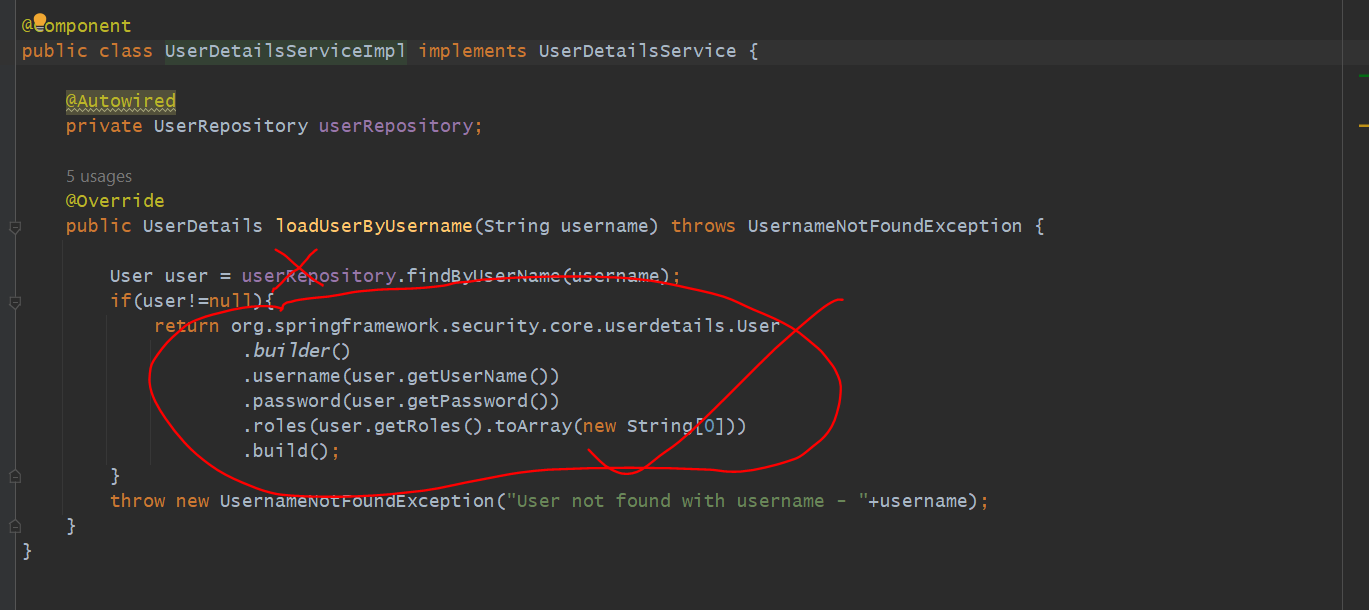 @Component
public class UserDetailsServiceImpl implements UserDetailsService {
@Autowired
private UserRepository userRepository;
5 usages
@Override
public UserDetails loadUserByUsername(String username) throws UsernameNotFoundException {
User user = userRepository.findByUserName(username);
if(user!=null){
return org.springframework.security.core.userdetails.User
.builder()
.username(user.getUserName())
.password(user.getPassword())
.roles(user.getRoles().toArray(new String[0]))
.build();
}
throw new UsernameNotFoundException("User not found with username - "+username);
}
}